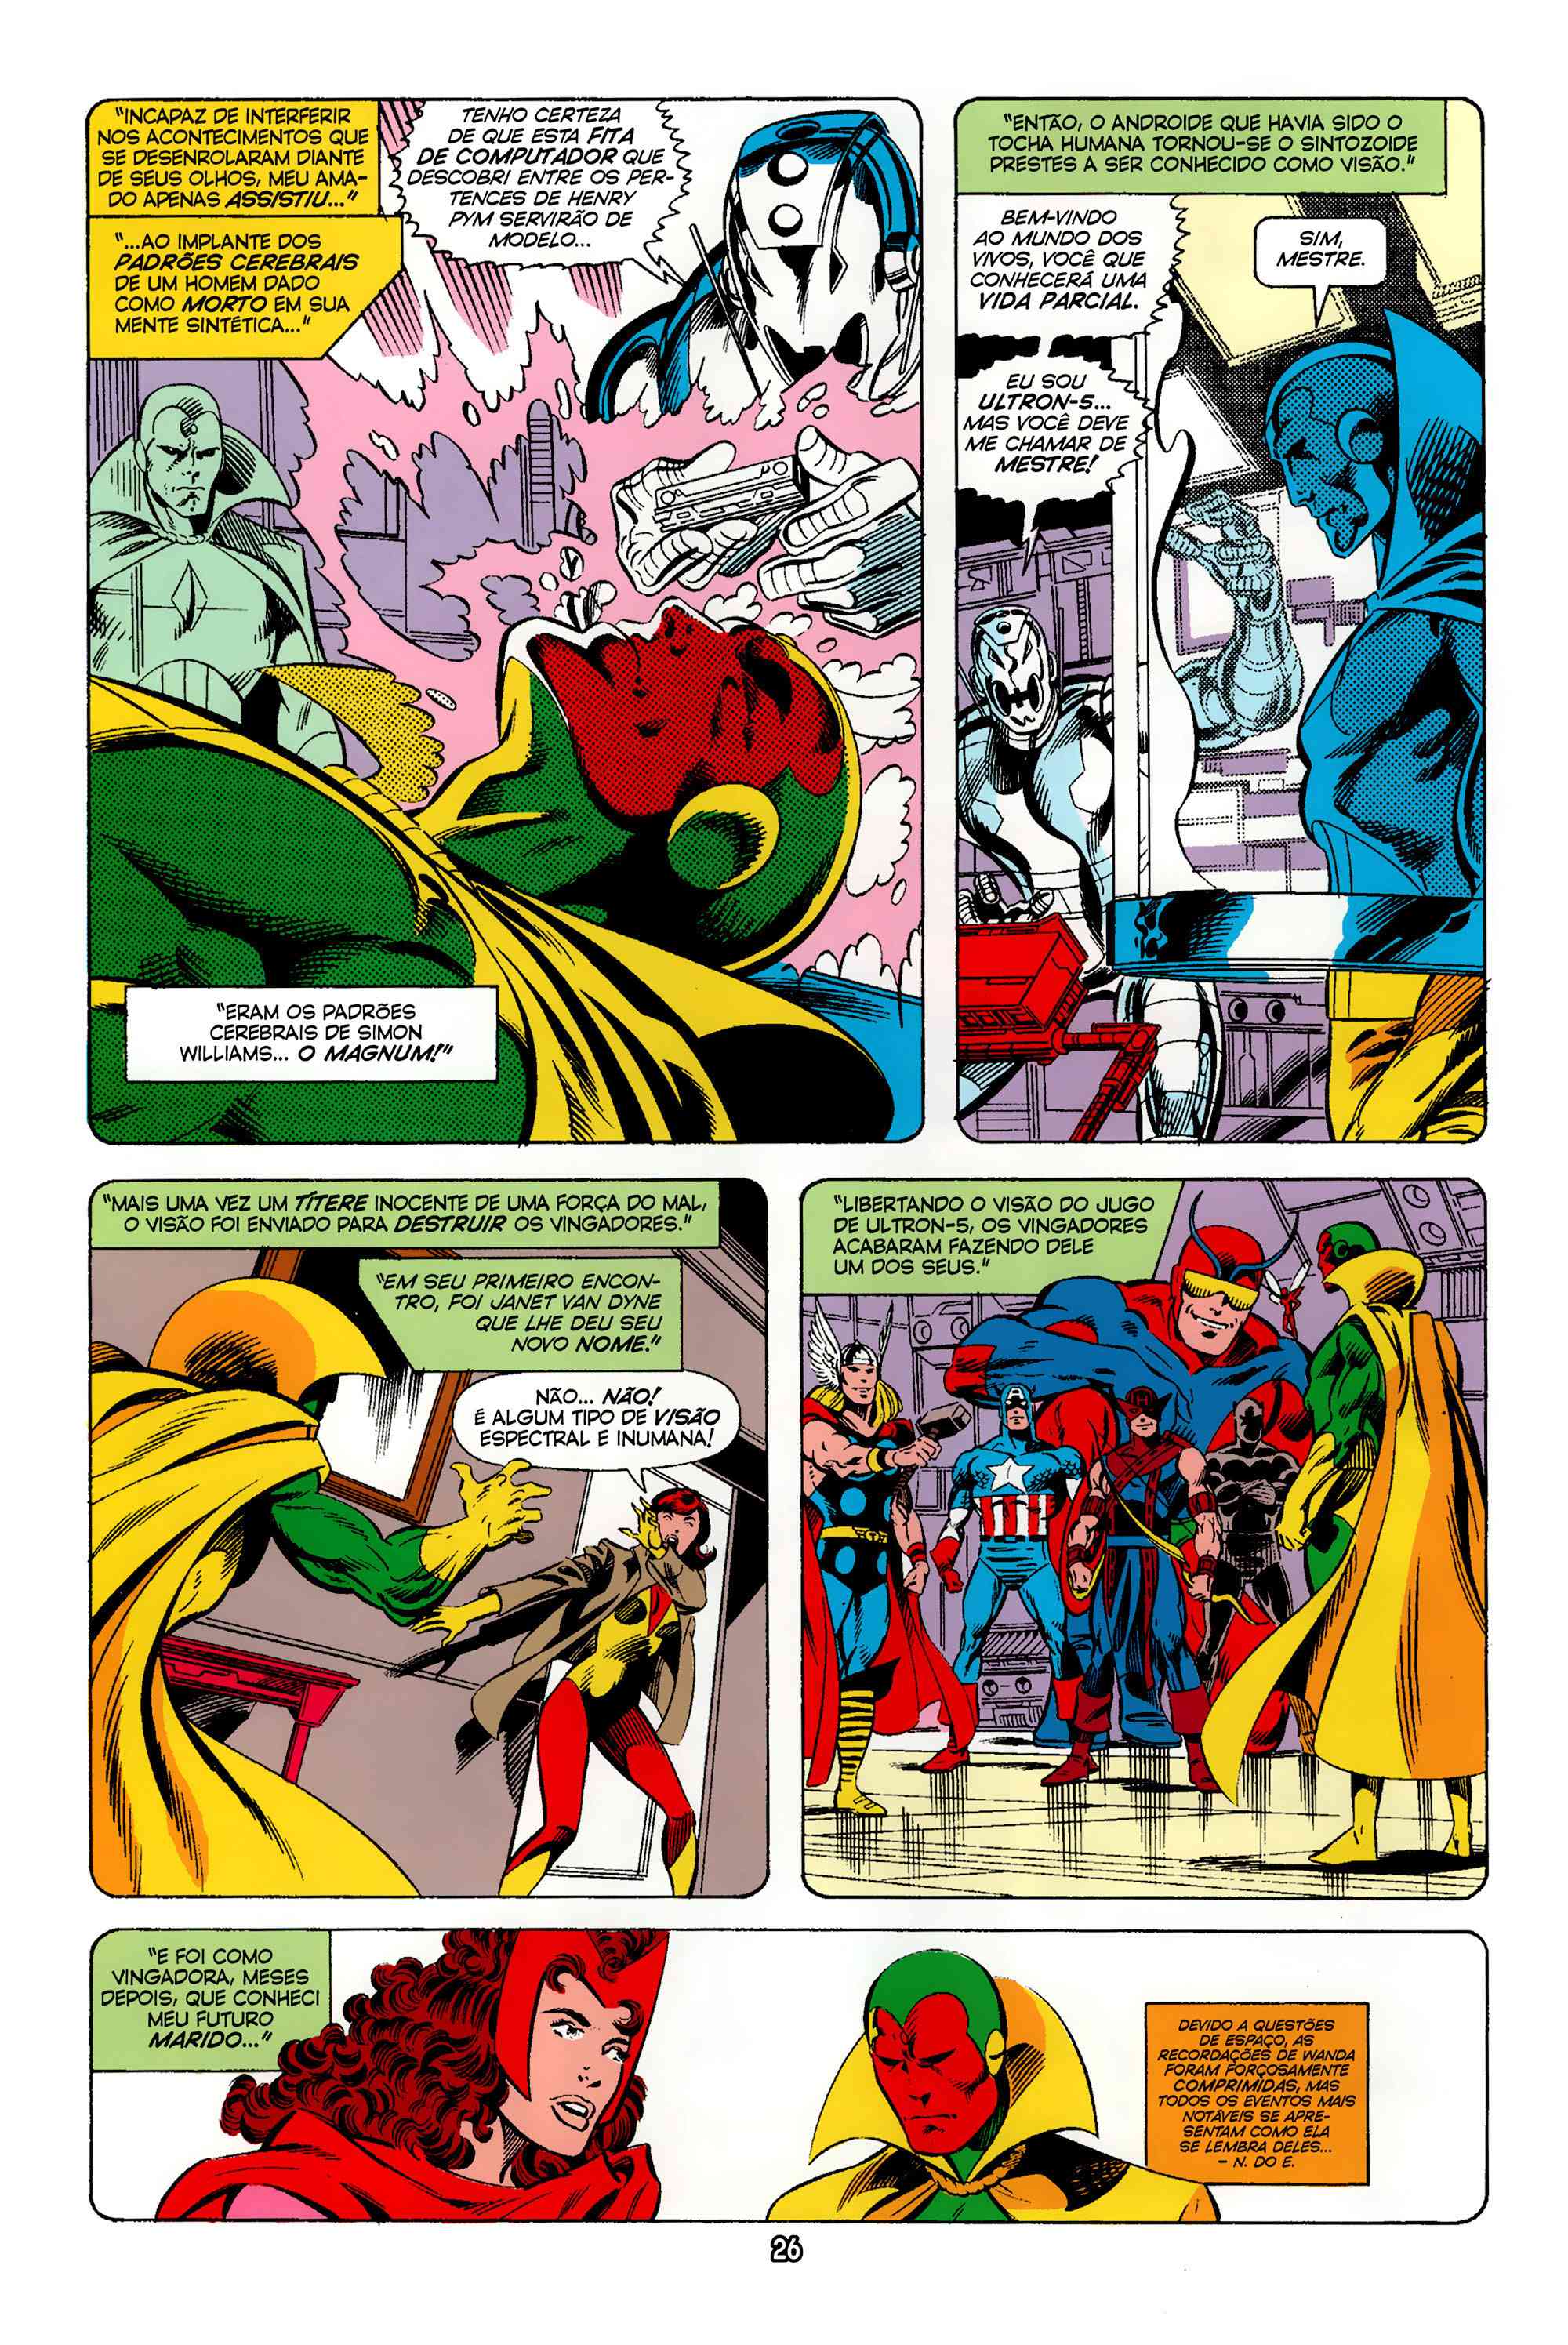 "INCAPAZ DE INTERFERIR
NOS ACONTECIMENTOS QUE
SE DESENROLARAM DIANTE
DE SEUS OLHOS, MEU AMA-
DO APENAS ASSISTIU..."
"...AO IMPLANTE DOS
PADRÕES CEREBRAIS
DE UM HOMEM DADO
COMO MORTO EM SUA
MENTE SINTÉTICA..."
TENHO CERTEZA
DE QUE ESTA FITA
DE COMPUTADOR QUE
DESCOBRI ENTRE OS PER-
TENCES DE HENRY
PYM SERVIRÃO DE
MODELO...
"ERAM OS PADRÕES
CEREBRAIS DE SIMON
WILLIAMS... O MAGNUM!"
"ENTÃO, O ANDROIDE QUE HAVIA SIDO O
TOCHA HUMANA TORNOU-SE O SINTOZOIDE
PRESTES A SER CONHECIDO COMO VISÃO."
BEM-VINDO
AO MUNDO DOS
VIVOS, VOCÊ QUE
CONHECERÁ UMA
VIDA PARCIAL.
SIM,
MESTRE.
EU SOU
ULTRON-5...
MAS VOCÊ DEVE
ME CHAMAR DE
MESTRE!
"MAIS UMA VEZ UM TÍTERE INOCENTE DE UMA FORÇA DO MAL,
O VISÃO FOI ENVIADO PARA DESTRUIR OS VINGADORES."
"EM SEU PRIMEIRO ENCON-
TRO, FOI JANET VAN DYNE
QUE LHE DEU SEU
NOVO NOME."
NÃO... NÃO!
É ALGUM TIPO DE VISÃO
ESPECTRAL E INUMANA!
"LIBERTANDO O VISÃO DO JUGO
DE ULTRON-5, OS VINGADORES
ACABARAM FAZENDO DELE
UM DOS SEUS."
"E FOI COMO
VINGADORA, MESES
DEPOIS, QUE CONHECI
MEU FUTURO
MARIDO..."
DEVIDO A QUESTÕES
DE ESPAÇO, AS
RECORDAÇÕES DE WANDA
FORAM FORÇOSAMENTE
COMPRIMIDAS, MAS
TODOS OS EVENTOS MAIS
NOTÁVEIS SE APRE-
SENTAM COMO ELA
SE LEMBRA DELES...
– N. DO E.
26